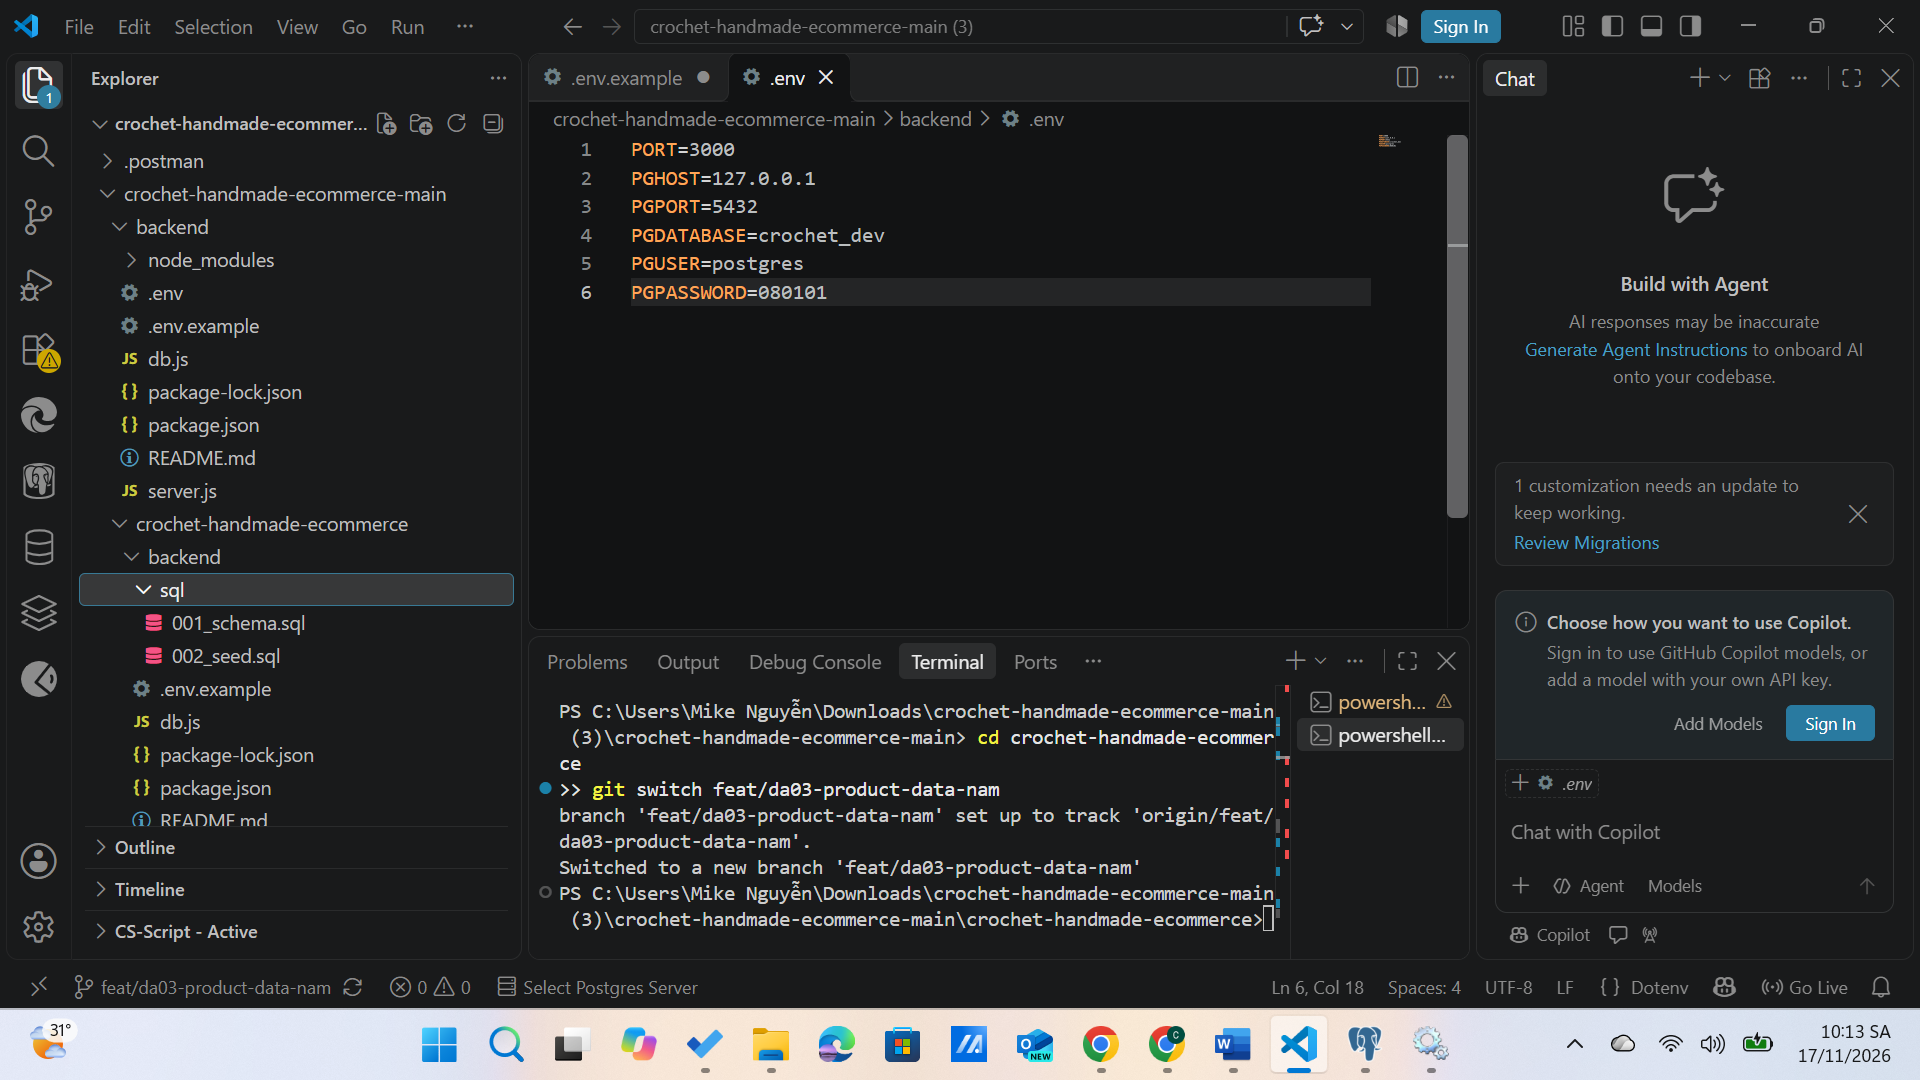 File Edit Selection View Go Run ···
crochet-handmade-ecommerce-main (3)
Sign In
Explorer
crochet-handmade-ecommer...
.postman
crochet-handmade-ecommerce-main
backend
node_modules
.env
.env.example
JS db.js
{} package-lock.json
{} package.json
README.md
JS server.js
crochet-handmade-ecommerce
backend
sql
001_schema.sql
002_seed.sql
.env.example
JS db.js
{} package-lock.json
{} package.json
README.md
Outline
Timeline
CS-Script - Active
1
.env.example
.env
crochet-handmade-ecommerce-main > backend > .env
1 PORT=3000
2 PGHOST=127.0.0.1
3 PGPORT=5432
4 PGDATABASE=crochet_dev
5 PGUSER=postgres
6 PGPASSWORD=080101
Problems Output Debug Console Terminal Ports ···
PS C:\Users\Mike Nguyễn\Downloads\crochet-handmade-ecommerce-main
(3)\crochet-handmade-ecommerce-main> cd crochet-handmade-ecommer
ce
>> git switch feat/da03-product-data-nam
branch 'feat/da03-product-data-nam' set up to track 'origin/feat/
da03-product-data-nam'.
Switched to a new branch 'feat/da03-product-data-nam'
PS C:\Users\Mike Nguyễn\Downloads\crochet-handmade-ecommerce-main
(3)\crochet-handmade-ecommerce-main\crochet-handmade-ecommerce>
powersh...
powershell...
Chat
Build with Agent
AI responses may be inaccurate
Generate Agent Instructions to onboard AI
onto your codebase.
1 customization needs an update to
keep working.
Review Migrations
Choose how you want to use Copilot.
Sign in to use GitHub Copilot models, or
add a model with your own API key.
Add Models Sign In
.env
Chat with Copilot
Agent Models
Copilot
feat/da03-product-data-nam 0 0 Select Postgres Server
Ln 6, Col 18 Spaces: 4 UTF-8 LF {} Dotenv Go Live
31°
NEW
C
10:13 SA
17/11/2026